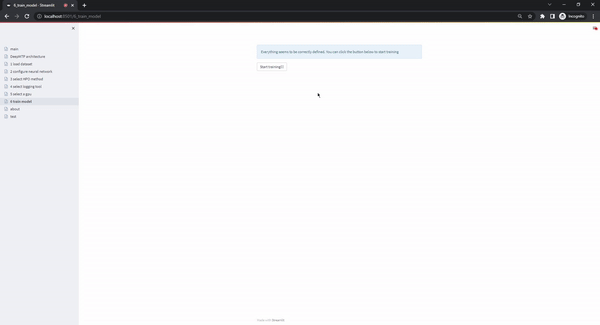 6_train_model · Streamlit
localhost:8501/6_train_model
Incognito
main
DeepMTP architecture
1 load dataset
2 configure neural network
3 select HPO method
4 select logging tool
5 select a gpu
6 train model
about
test
Everything seems to be correctly defined. You can click the button below to start training
Start training!!!
Made with Streamlit